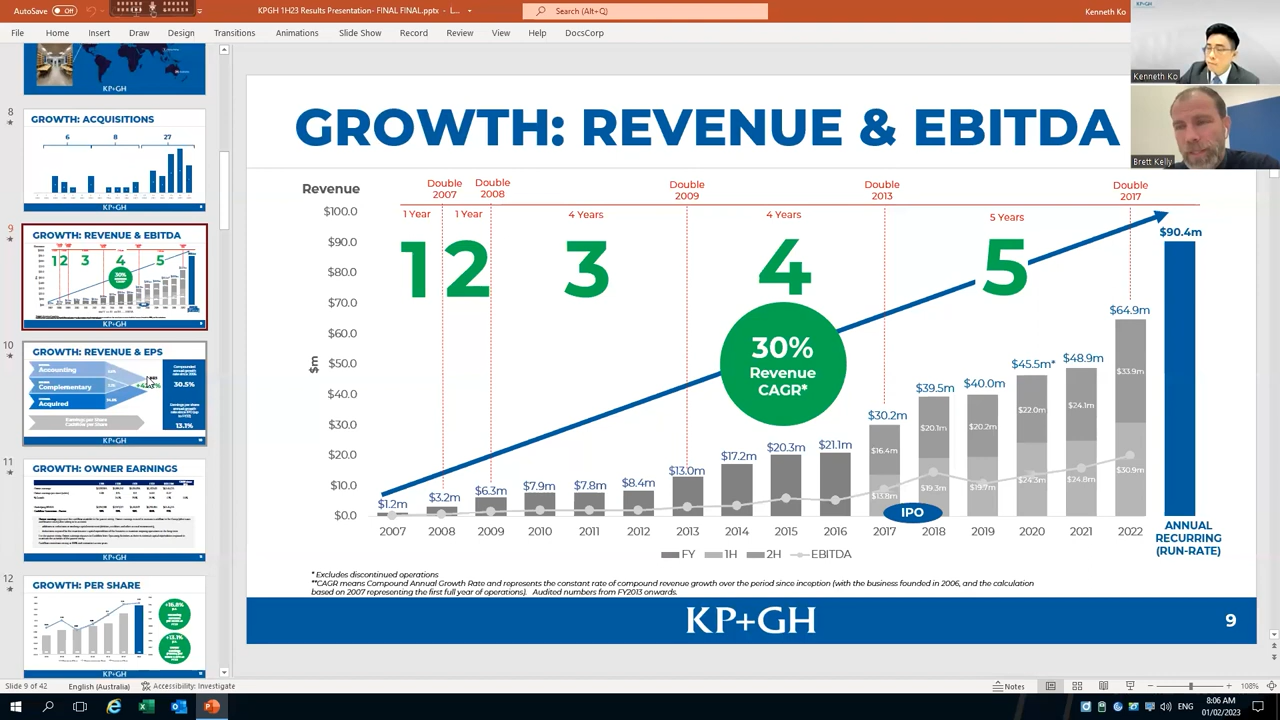 AutoSave Off
KPGH 1H23 Results Presentation- FINAL FINAL.pptx - L...
Search (Alt+Q)
Kenneth Ko
File Home Insert Draw Design Transitions Animations Slide Show Record Review View Help DocsCorp
KP+GH
Kenneth Ko
Brett Kelly
KP+GH
8
GROWTH: ACQUISITIONS
6 8 27
KP+GH
9
GROWTH: REVENUE & EBITDA
1 2 3 4 5
30%
KP+GH
10
GROWTH: REVENUE & EPS
Accounting
Complementary
Acquired
30.5%
13.1%
KP+GH
11
GROWTH: OWNER EARNINGS
KP+GH
12
GROWTH: PER SHARE
KP+GH
GROWTH: REVENUE & EBITDA
Revenue
Double 2007
Double 2008
Double 2009
Double 2013
Double 2017
1 Year 1 Year 4 Years 4 Years 5 Years
1 2 3 4 5
$100.0
$90.0
$80.0
$70.0
$60.0
$50.0
$40.0
$30.0
$20.0
$10.0
$0.0
$m
30%
Revenue
CAGR*
$1.2m
$3.2m
$6.3m
$7.9m
$7.8m
$8.4m
$13.0m
$17.2m
$20.3m
$21.1m
$30.2m
$16.4m
$13.8m
$39.5m
$20.1m
$19.3m
$40.0m
$20.2m
$19.7m
$45.5m*
$22.0m
$24.3m
$48.9m
$24.1m
$24.8m
$64.9m
$33.9m
$30.9m
$90.4m
IPO
2007 2008 2009 2010 2011 2012 2013 2014 2015 2016 2017 2018 2019 2020 2021 2022
ANNUAL
RECURRING
(RUN-RATE)
FY 1H 2H EBITDA
* Excludes discontinued operations
**CAGR means Compound Annual Growth Rate and represents the constant rate of compound revenue growth over the period since inception (with the business founded in 2006, and the calculation
based on 2007 representing the first full year of operations). Audited numbers from FY2013 onwards.
KP+GH
9
Slide 9 of 42 English (Australia) Accessibility: Investigate
Notes
108%
ENG
8:06 AM
01/02/2023